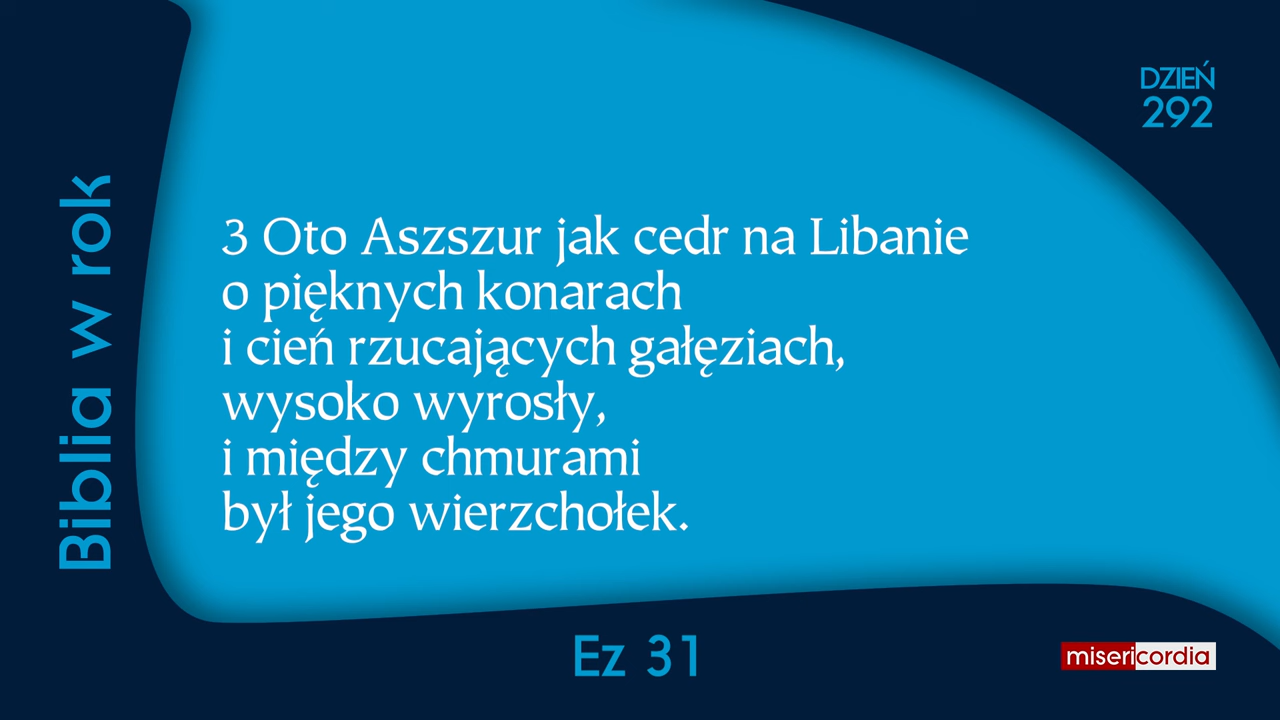 DZIEŃ
292
Biblia w rok
3 Oto Aszszur jak cedr na Libanie
o pięknych konarach
i cień rzucających gałęziach,
wysoko wyrosły,
i między chmurami
był jego wierzchołek.
Ez 31
misericordia